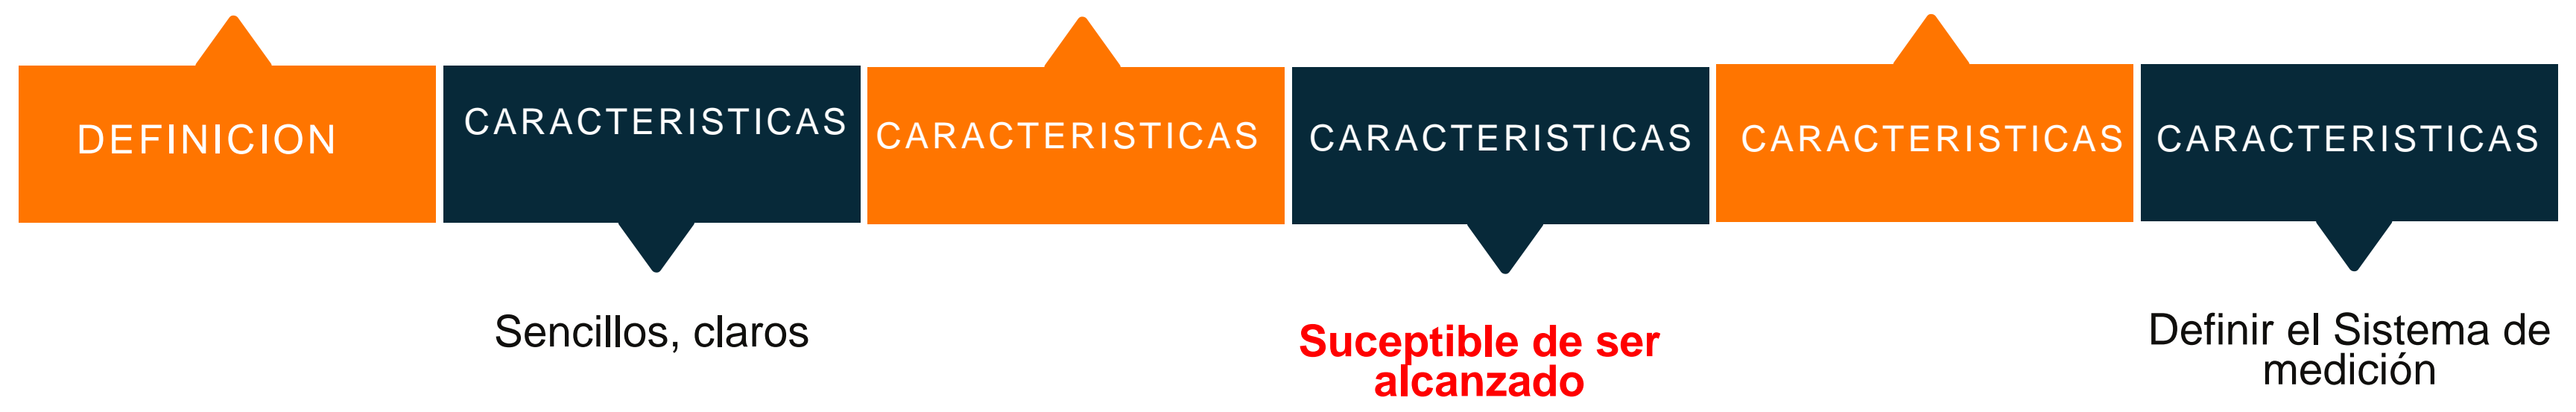 DEFINICION
CARACTERISTICAS
CARACTERISTICAS
CARACTERISTICAS
CARACTERISTICAS
CARACTERISTICAS
Sencillos, claros
Suceptible de ser
alcanzado
Definir el Sistema de
medición